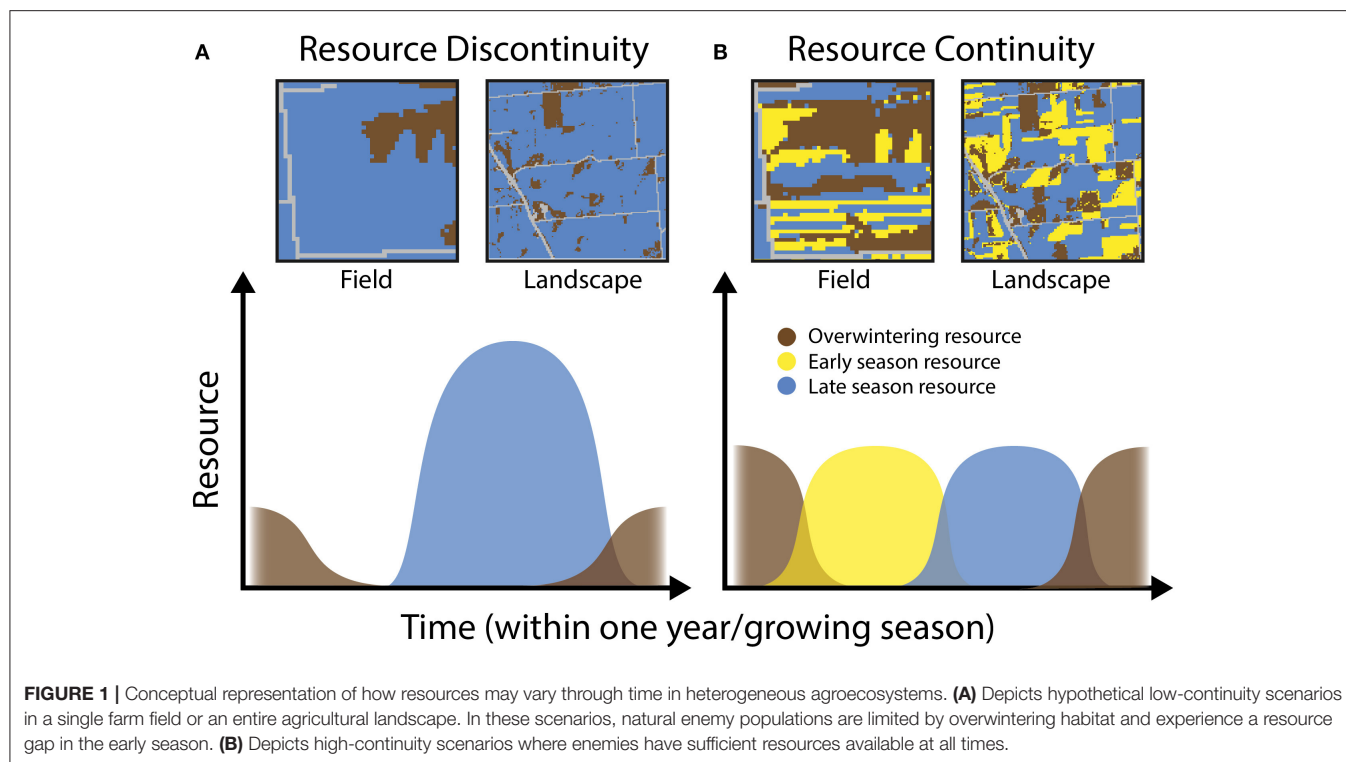 A
Resource Discontinuity
B
Resource Continuity
Field
Landscape
Field
Landscape
Overwintering resource
Early season resource
Late season resource
Resource
Time (within one year/growing season)
FIGURE 1 | Conceptual representation of how resources may vary through time in heterogeneous agroecosystems. (A) Depicts hypothetical low-continuity scenarios
in a single farm field or an entire agricultural landscape. In these scenarios, natural enemy populations are limited by overwintering habitat and experience a resource
gap in the early season. (B) Depicts high-continuity scenarios where enemies have sufficient resources available at all times.